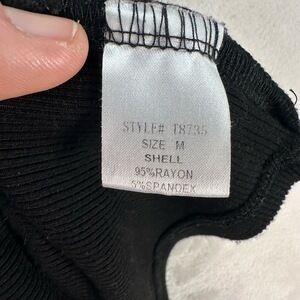 STYLE# T8735
SIZE M
SHELL
95%RAYON
5%SPANDEX